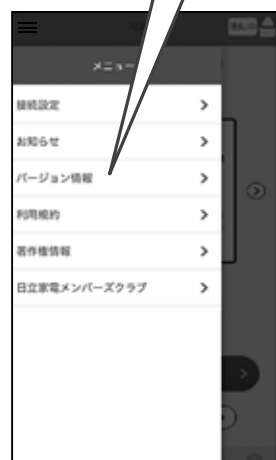 メニュー
接続設定
お知らせ
バージョン情報
利用規約
著作権情報
日立家電メンバーズクラブ